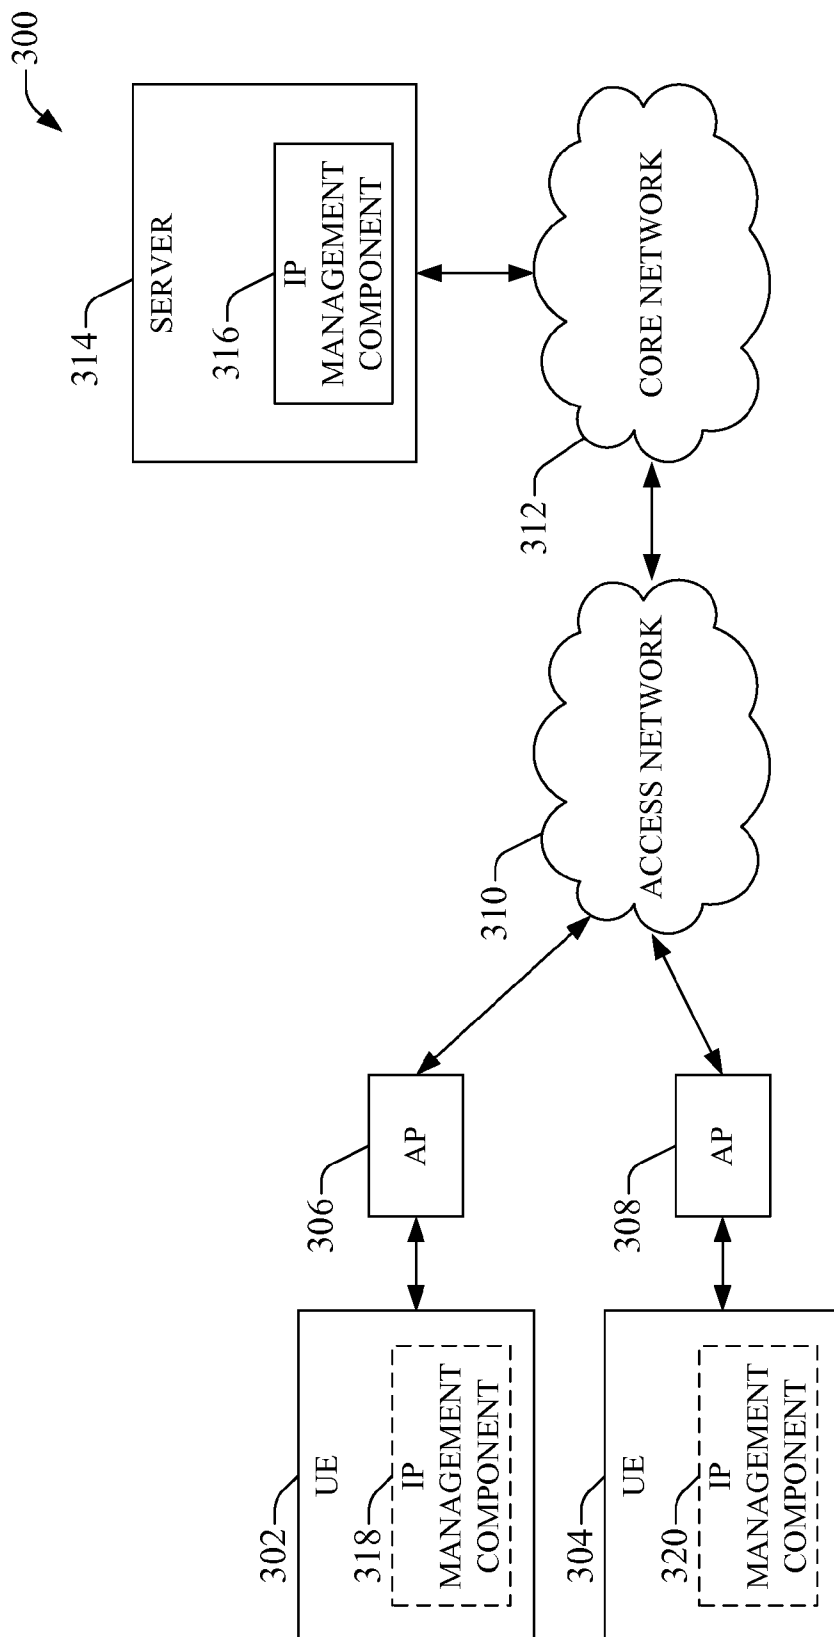 300
314
SERVER
316
IP
MANAGEMENT
COMPONENT
312
CORE NETWORK
310
ACCESS NETWORK
306
AP
308
AP
302
UE
318
IP
MANAGEMENT
COMPONENT
304
UE
320
IP
MANAGEMENT
COMPONENT